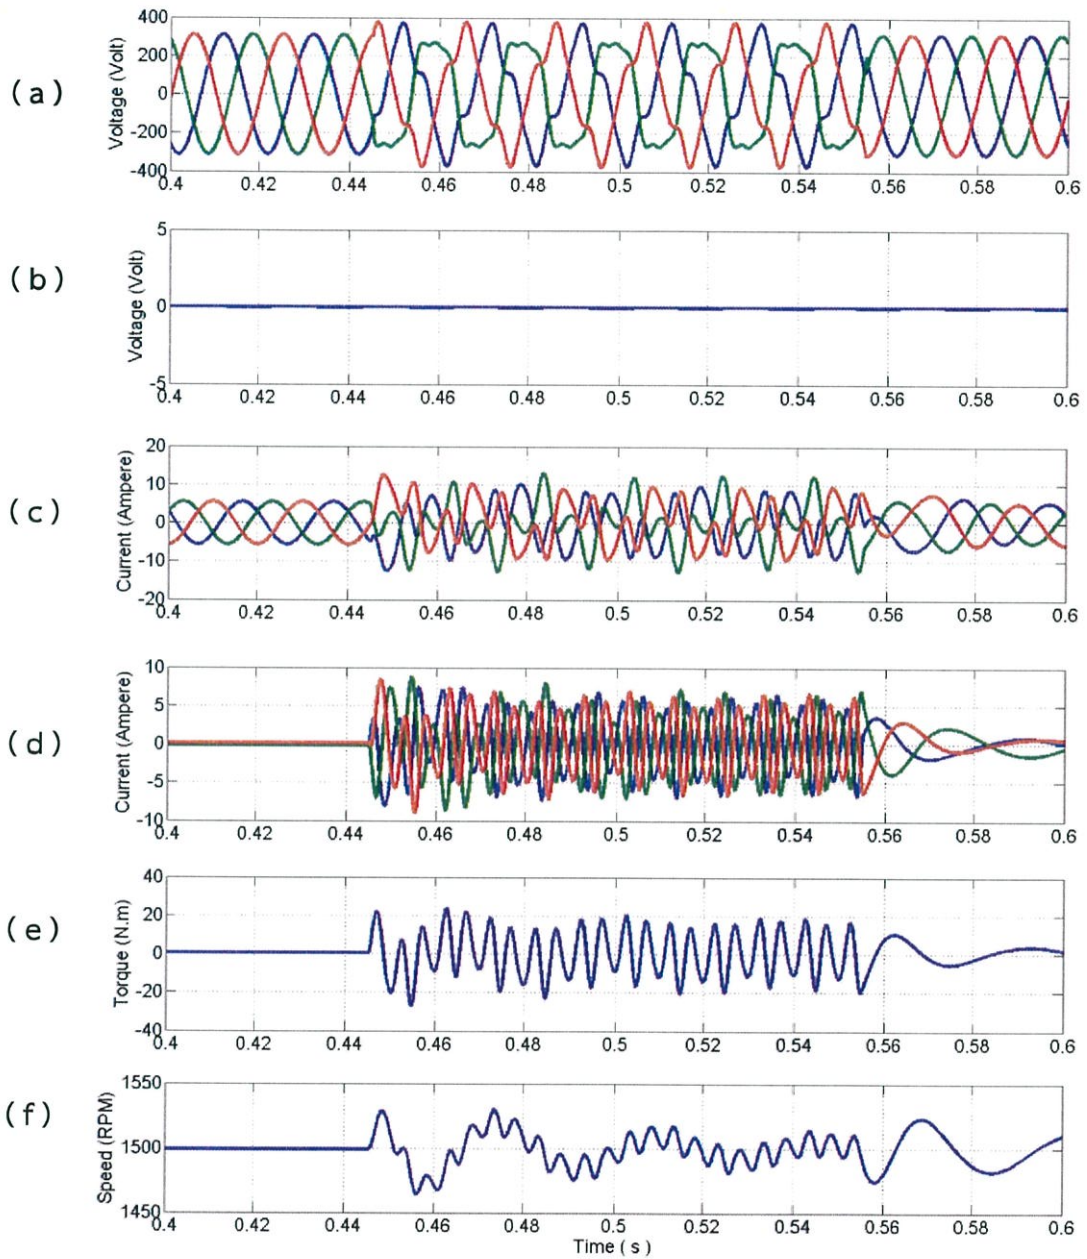 (a)
Voltage (Volt)
400
200
0
-200
-400
0.4 0.42 0.44 0.46 0.48 0.5 0.52 0.54 0.56 0.58 0.6
(b)
Voltage (Volt)
5
0
-5
0.4 0.42 0.44 0.46 0.48 0.5 0.52 0.54 0.56 0.58 0.6
(c)
Current (Ampere)
20
10
0
-10
-20
0.4 0.42 0.44 0.46 0.48 0.5 0.52 0.54 0.56 0.58 0.6
(d)
Current (Ampere)
10
5
0
-5
-10
0.4 0.42 0.44 0.46 0.48 0.5 0.52 0.54 0.56 0.58 0.6
(e)
Torque (N.m)
40
20
0
-20
-40
0.4 0.42 0.44 0.46 0.48 0.5 0.52 0.54 0.56 0.58 0.6
(f)
Speed (RPM)
1550
1500
1450
0.4 0.42 0.44 0.46 0.48 0.5 0.52 0.54 0.56 0.58 0.6
Time ( s )